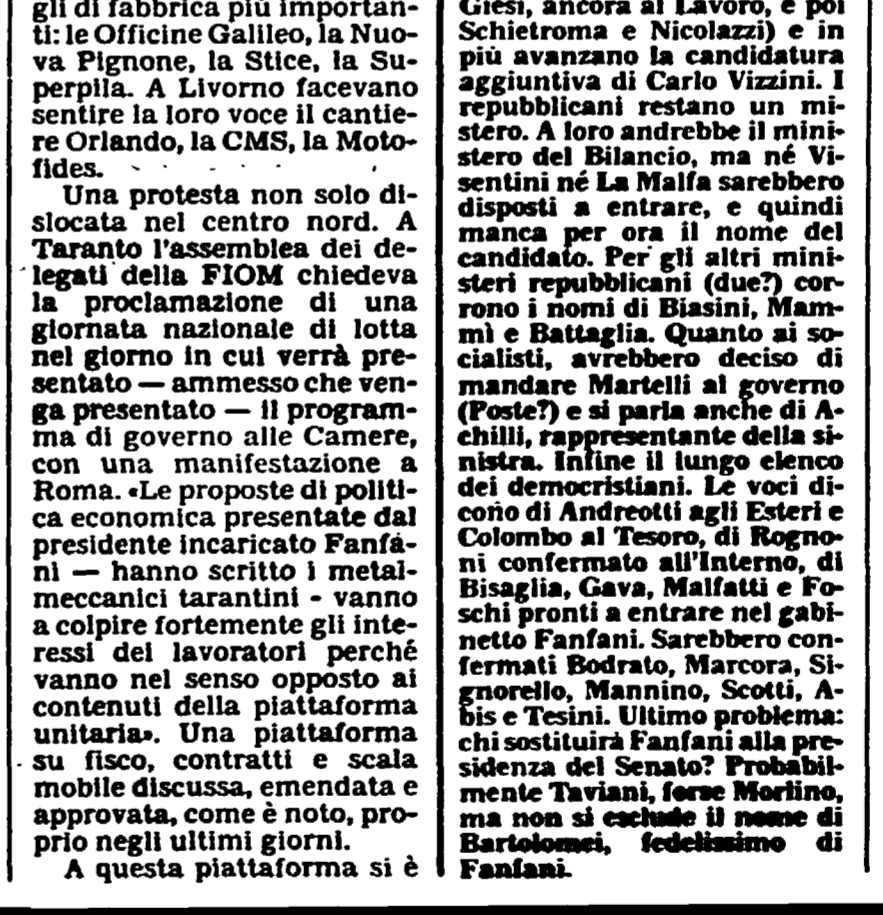 gli di fabbrica più importan-
ti: le Officine Galileo, la Nuo-
va Pignone, la Stice, la Su-
perpila. A Livorno facevano
sentire la loro voce il cantie-
re Orlando, la CMS, la Moto-
fides.
Una protesta non solo di-
slocata nel centro nord. A
Taranto l'assemblea dei de-
legati della FIOM chiedeva
la proclamazione di una
giornata nazionale di lotta
nel giorno in cui verrà pre-
sentato — ammesso che ven-
ga presentato — il program-
ma di governo alle Camere,
con una manifestazione a
Roma. «Le proposte di politi-
ca economica presentate dal
presidente incaricato Fanfa-
ni — hanno scritto i metal-
meccanici tarantini - vanno
a colpire fortemente gli inte-
ressi dei lavoratori perché
vanno nel senso opposto ai
contenuti della piattaforma
unitaria». Una piattaforma
su fisco, contratti e scala
mobile discussa, emendata e
approvata, come è noto, pro-
prio negli ultimi giorni.
A questa piattaforma si è
Giesi, ancora al Lavoro, e poi
Schietroma e Nicolazzi) e in
più avanzano la candidatura
aggiuntiva di Carlo Vizzini. I
repubblicani restano un mi-
stero. A loro andrebbe il mini-
stero del Bilancio, ma né Vi-
sentini né La Malfa sarebbero
disposti a entrare, e quindi
manca per ora il nome del
candidato. Per gli altri mini-
steri repubblicani (due?) cor-
rono i nomi di Biasini, Mam-
mì e Battaglia. Quanto ai so-
cialisti, avrebbero deciso di
mandare Martelli al governo
(Poste?) e si parla anche di A-
chilli, rappresentante della si-
nistra. Infine il lungo elenco
dei democristiani. Le voci di-
cono di Andreotti agli Esteri e
Colombo al Tesoro, di Rogno-
ni confermato all'Interno, di
Bisaglia, Gava, Malfatti e Fo-
schi pronti a entrare nel gabi-
netto Fanfani. Sarebbero con-
fermati Bodrato, Marcora, Si-
gnorello, Mannino, Scotti, A-
bis e Tesini. Ultimo problema:
chi sostituirà Fanfani alla pre-
sidenza del Senato? Probabil-
mente Taviani, forse Morlino,
ma non si esclude il nome di
Bartolomei, fedelissimo di
Fanfani.